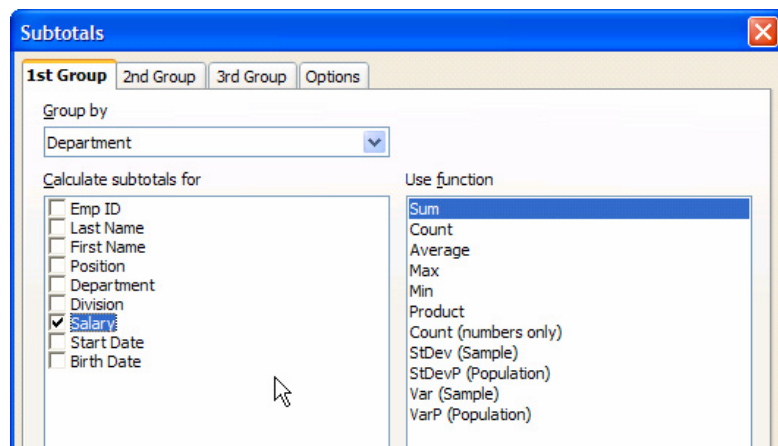 Subtotals
1st Group 2nd Group 3rd Group Options
Group by
Department
Calculate subtotals for
Emp ID
Last Name
First Name
Position
Department
Division
Salary
Start Date
Birth Date
Use function
Sum
Count
Average
Max
Min
Product
Count (numbers only)
StDev (Sample)
StDevP (Population)
Var (Sample)
VarP (Population)